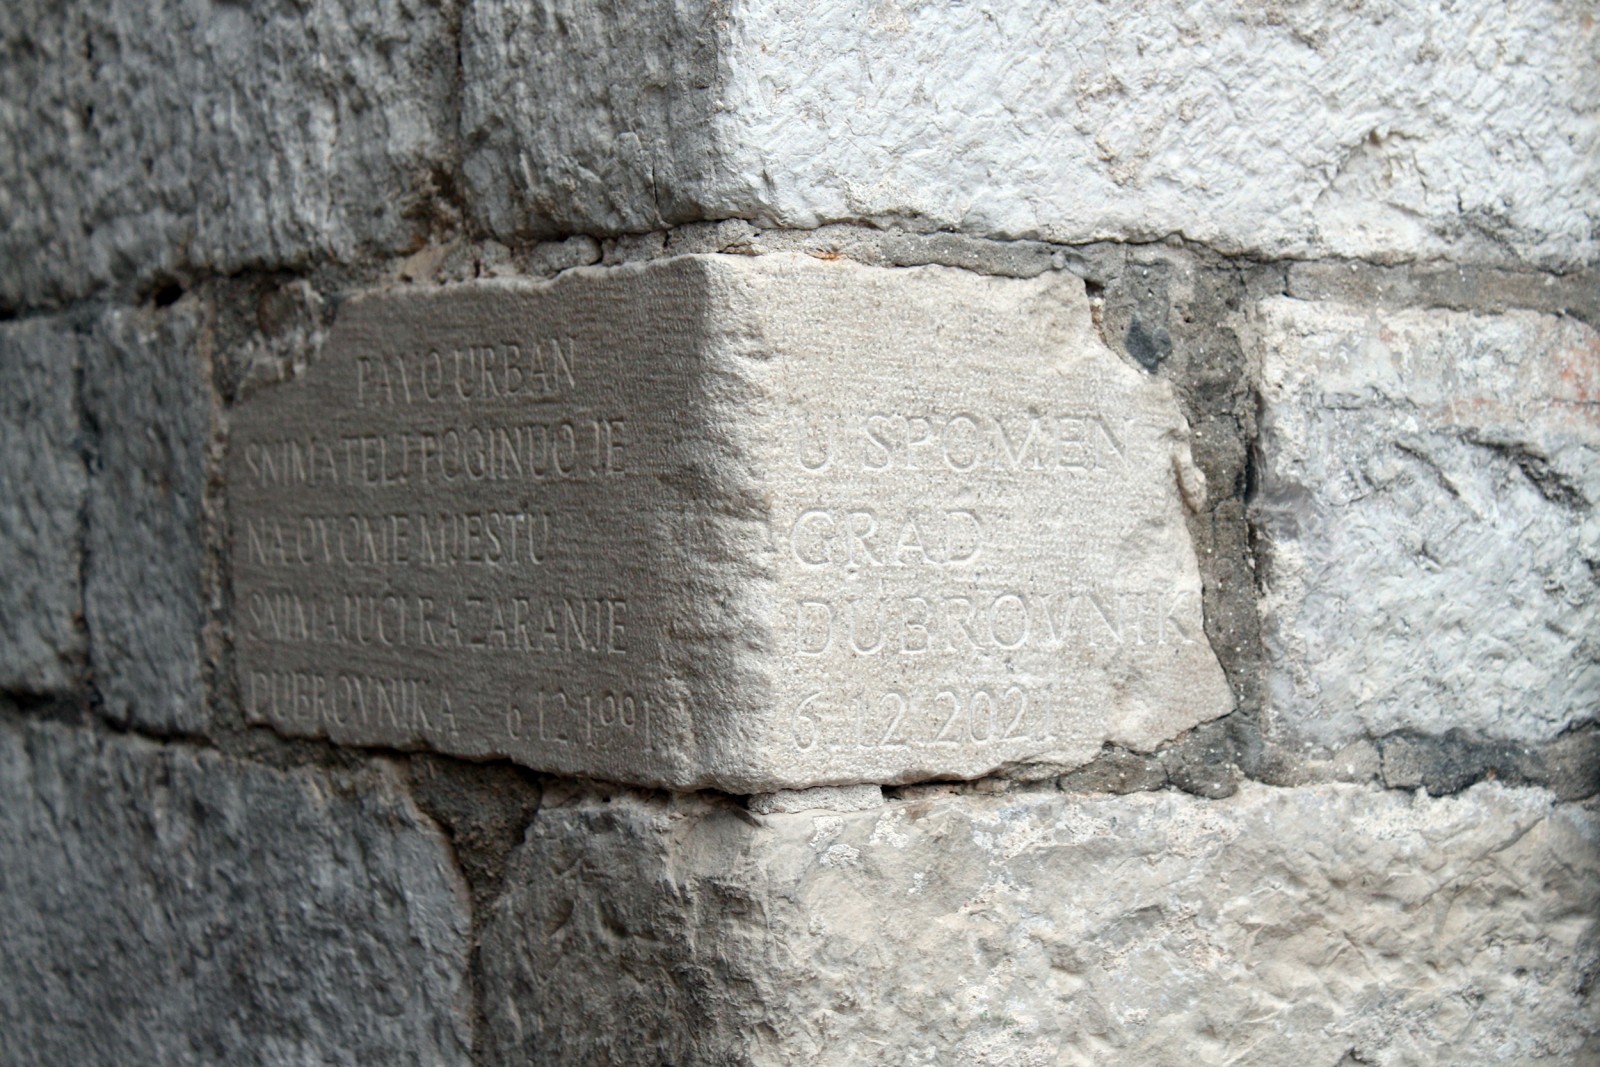 PAVO URBAN
SNIMATELJ POGINUO JE
NA OVOME MJESTU
SNIMAJUĆI RAZARANJE
DUBROVNIKA 6.12.1991.
U SPOMEN
GRAD
DUBROVNIK
6.12.2021.